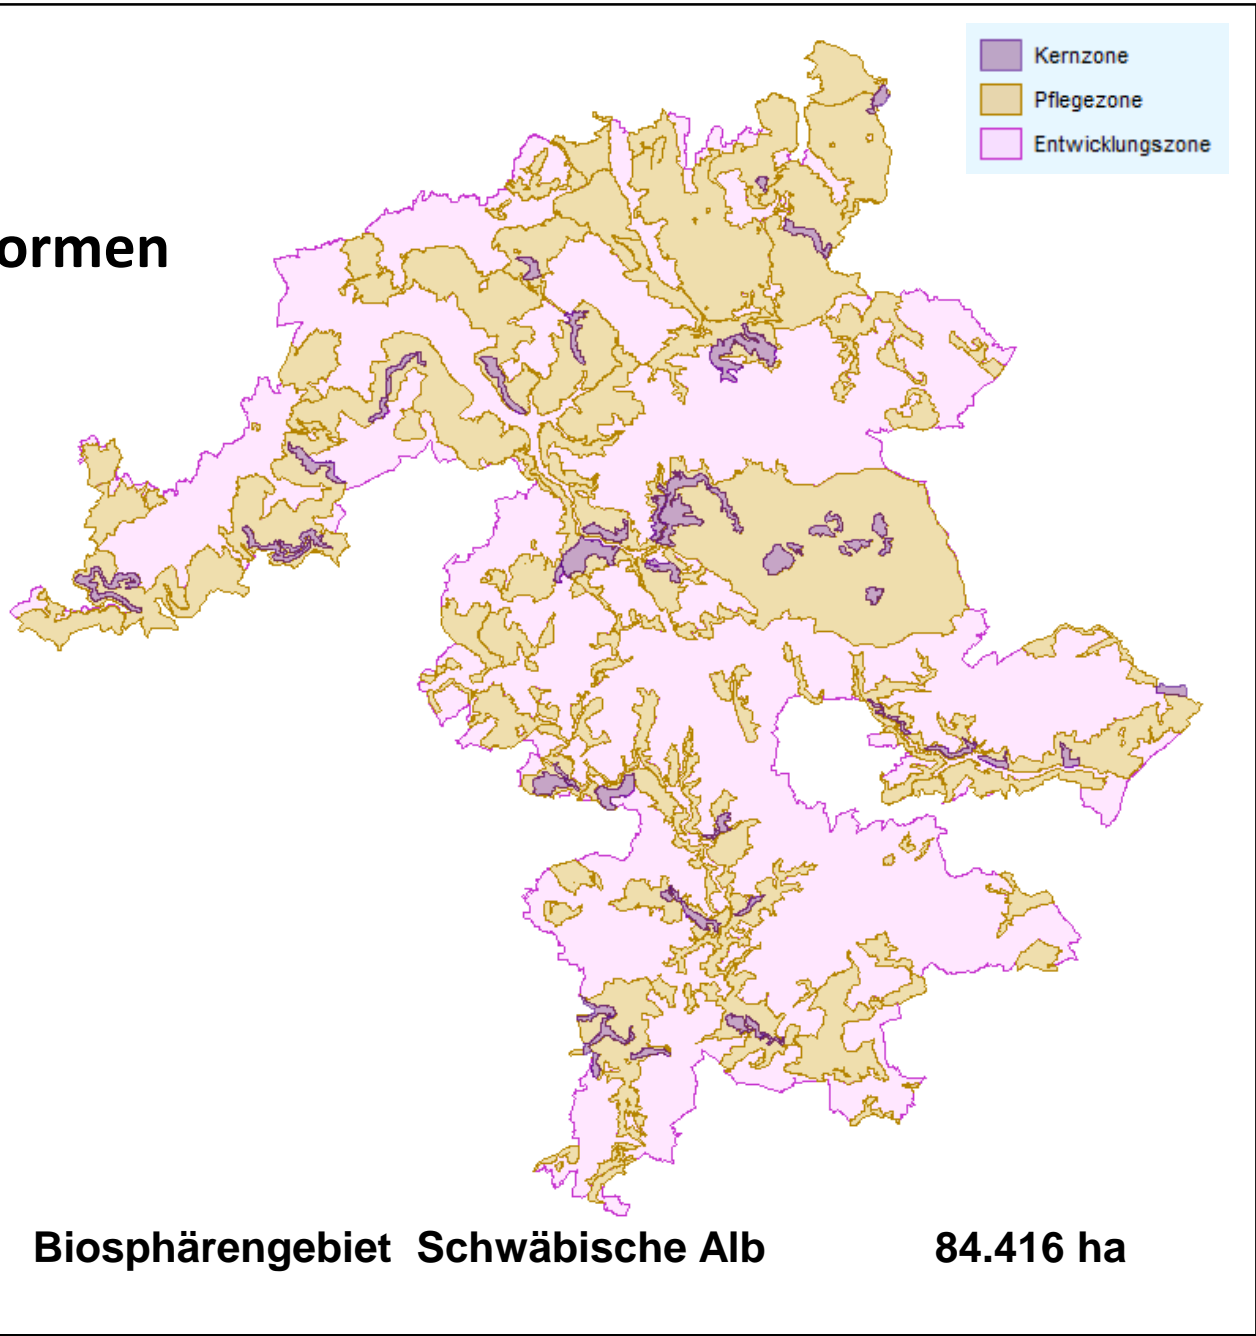 Kernzone
Pflegezone
Entwicklungszone
ormen
Biosphärengebiet Schwäbische Alb 84.416 ha